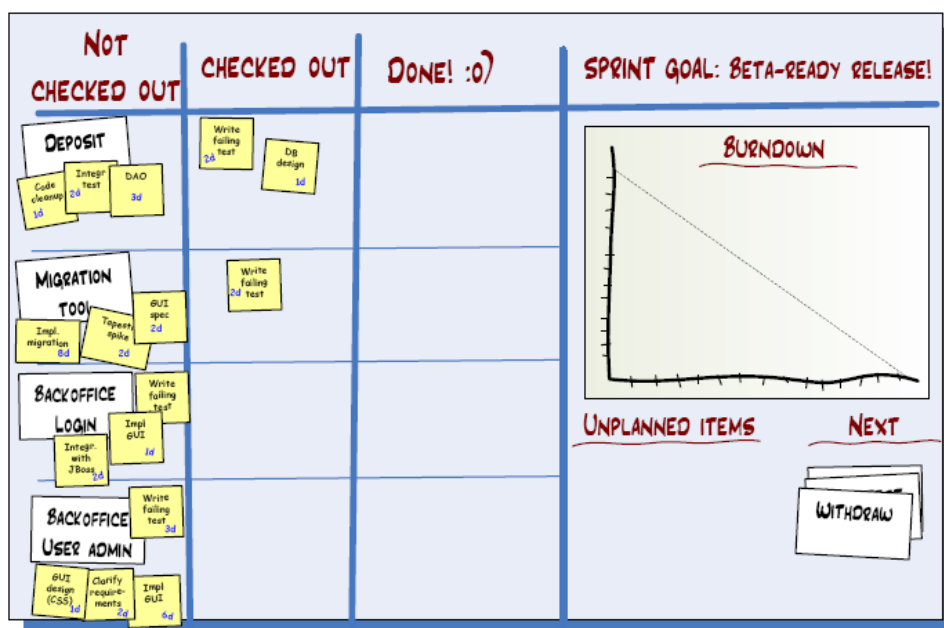 NOT
CHECKED OUT
CHECKED OUT
DONE! :o)
SPRINT GOAL: BETA-READY RELEASE!
DEPOSIT
Code
cleanup
1d
Integr
test
2d
DAO
3d
Write
failing
test
2d
DB
design
1d
MIGRATION
TOOL
Impl.
migration
8d
Tapestry
spike
2d
GUI
spec
2d
Write
failing
test
2d
BACKOFFICE
LOGIN
Write
failing
test
Integr.
with
JBoss
2d
Impl
GUI
1d
BACKOFFICE
USER ADMIN
Write
failing
test
3d
GUI
design
(CSS)
1d
Clarify
require-
ments
2d
Impl
GUI
6d
BURNDOWN
UNPLANNED ITEMS
NEXT
WITHDRAW